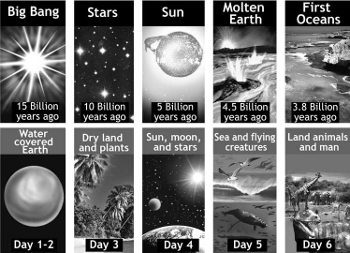 Big Bang
Stars
Sun
Molten
Earth
First
Oceans
15 Billion
years ago
10 Billion
years ago
5 Billion
years ago
4.5 Billion
years ago
3.8 Billion
years ago
Water
covered
Earth
Dry land
and plants
Sun, moon,
and stars
Sea and flying
creatures
Land animals
and man
Day 1-2
Day 3
Day 4
Day 5
Day 6